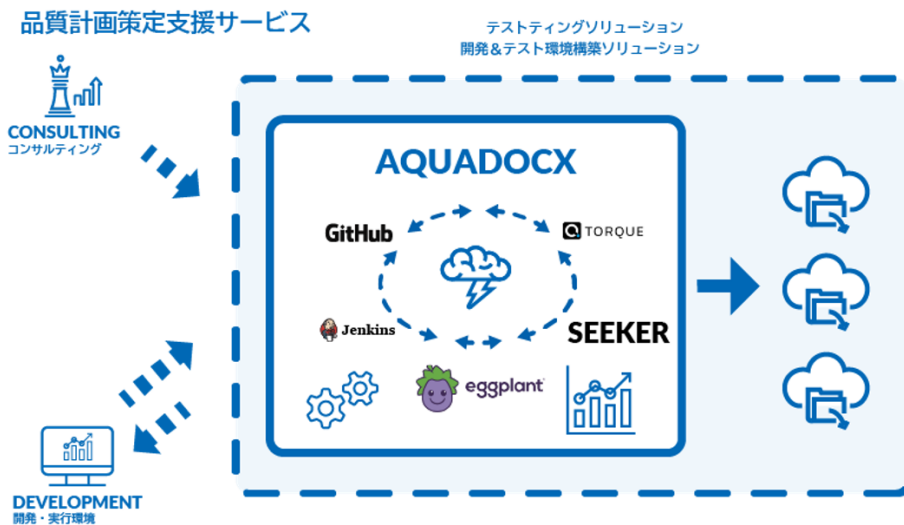 品質計画策定支援サービス
テストティングソリューション
開発＆テスト環境構築ソリューション
CONSULTING
コンサルティング
AQUADOCX
GitHub
TORQUE
Jenkins
SEEKER
eggplant
DEVELOPMENT
開発・実行環境